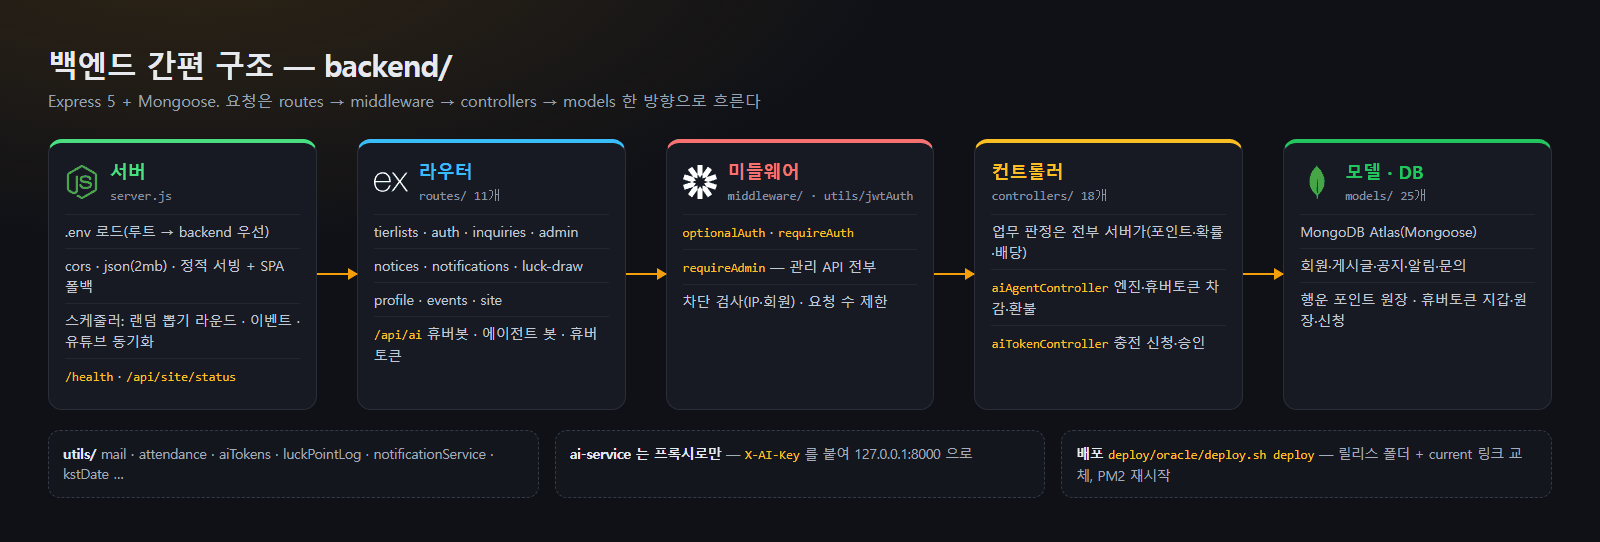 백엔드 간편 구조 — backend/
Express 5 + Mongoose. 요청은 routes → middleware → controllers → models 한 방향으로 흐른다
서버
server.js
.env 로드(루트 → backend 우선)
cors · json(2mb) · 정적 서빙 + SPA
폴백
스케줄러: 랜덤 뽑기 라운드 · 이벤트 ·
유튜브 동기화
/health · /api/site/status
ex
라우터
routes/ 11개
tierlists · auth · inquiries · admin
notices · notifications · luck-draw
profile · events · site
/api/ai 휴버봇 · 에이전트 봇 · 휴버
토큰
미들웨어
middleware/ · utils/jwtAuth
optionalAuth · requireAuth
requireAdmin — 관리 API 전부
차단 검사(IP·회원) · 요청 수 제한
컨트롤러
controllers/ 18개
업무 판정은 전부 서버가(포인트·확률
·배당)
aiAgentController 엔진·휴버토큰 차
감·환불
aiTokenController 충전 신청·승인
모델 · DB
models/ 25개
MongoDB Atlas(Mongoose)
회원·게시글·공지·알림·문의
행운 포인트 원장 · 휴버토큰 지갑·원
장·신청
utils/ mail · attendance · aiTokens · luckPointLog · notificationService ·
kstDate ...
ai-service 는 프록시로만 — X-AI-Key 를 붙여 127.0.0.1:8000 으로
배포 deploy/oracle/deploy.sh deploy — 릴리스 폴더 + current 링크 교
체, PM2 재시작